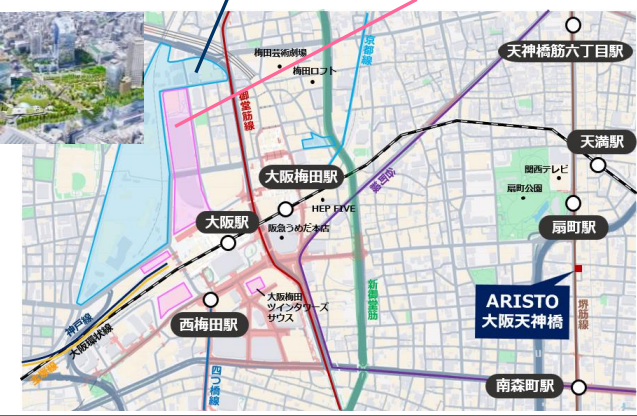 天神橋筋六丁目駅
梅田芸術劇場
梅田ロフト
京都線
御堂筋線
天満駅
谷町線
関西テレビ
大阪梅田駅
扇町公園
HEP FIVE
扇町駅
大阪駅
阪急うめだ本店
新御堂筋
ARISTO
大阪天神橋
堺筋線
大阪梅田
ツインタワーズ
サウス
西梅田駅
神戸線
大阪環状線
四つ橋線
南森町駅